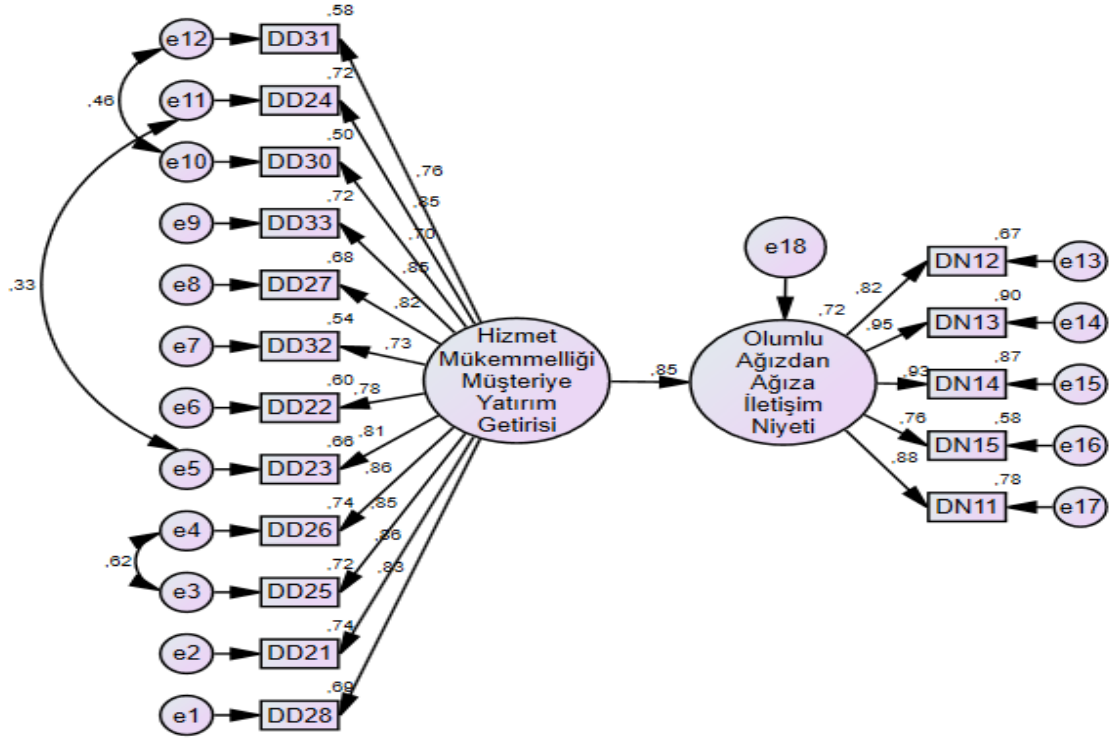 ,58
e12
DD31
,72
e11
DD24
,46
,50
e10
DD30
,76
,85
,70
,72
e9
DD33
,85
,68
e8
DD27
,82
,33
,54
e7
DD32
,73
,60
e6
DD22
,78
,66
e5
DD23
,81
,86
,74
e4
DD26
,85
,62
,86
,72
e3
DD25
,83
,74
e2
DD21
,69
e1
DD28
Hizmet
Mükemmelliği
Müşteriye
Yatırım
Getirisi
,85
e18
,72
Olumlu
Ağızdan
Ağıza
İletişim
Niyeti
,67
,82
DN12
e13
,90
,95
DN13
e14
,87
,93
DN14
e15
,76
,58
DN15
e16
,88
,78
DN11
e17